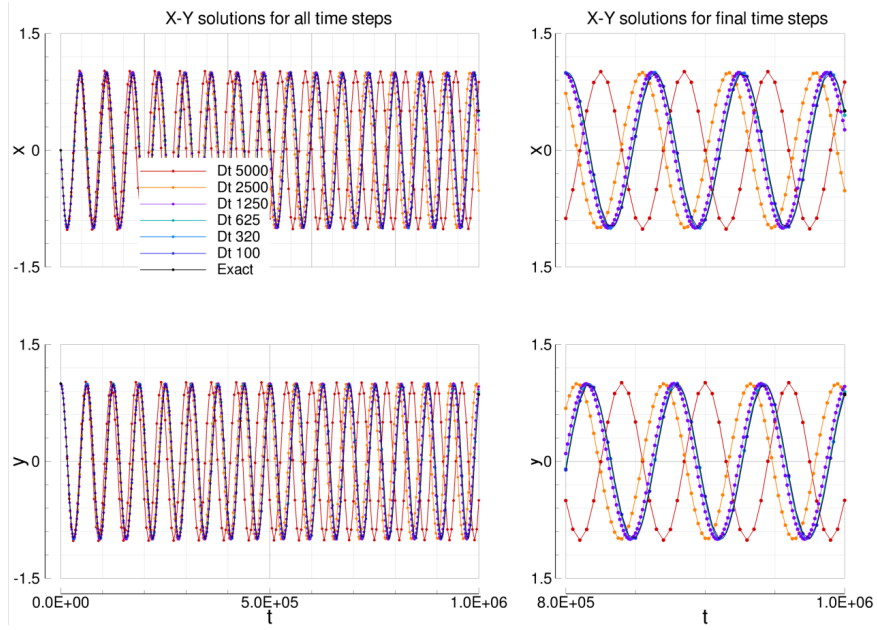 X-Y solutions for all time steps
X-Y solutions for final time steps
1.5
x 0
-1.5
Dt 5000
Dt 2500
Dt 1250
Dt 625
Dt 320
Dt 100
Exact
1.5
x 0
-1.5
1.5
y 0
-1.5
0.0E+00 5.0E+05 1.0E+06
t
1.5
y 0
-1.5
8.0E+05 1.0E+06
t